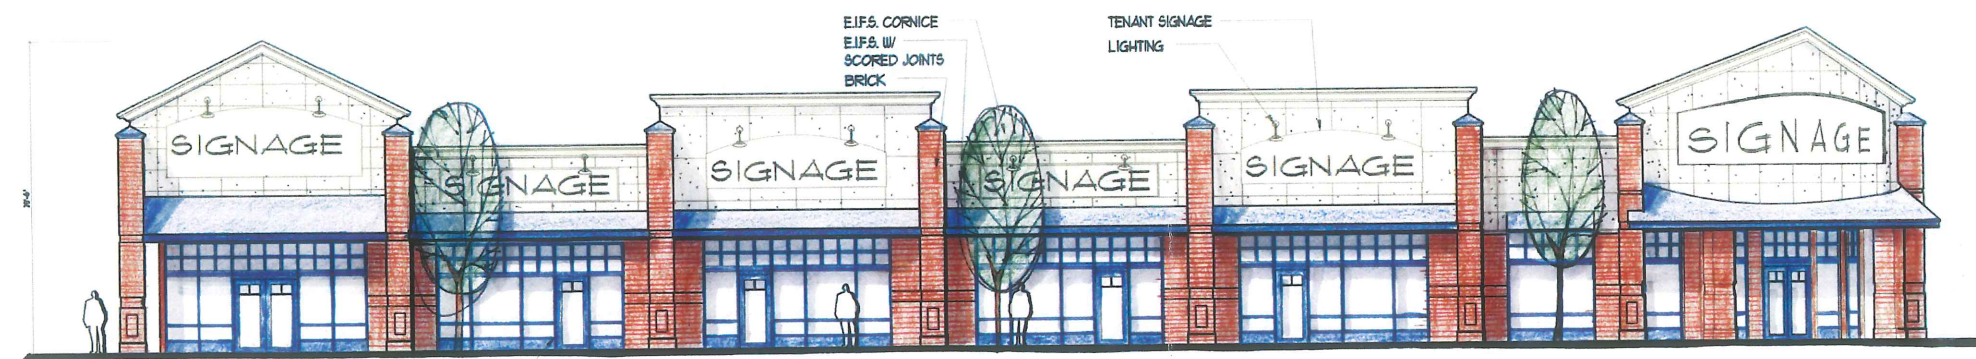 E.I.F.S. CORNICE
E.I.F.S. W/
SCORED JOINTS
BRICK
TENANT SIGNAGE
LIGHTING
SIGNAGE
SIGNAGE
SIGNAGE
SIGNAGE
SIGNAGE
SIGNAGE